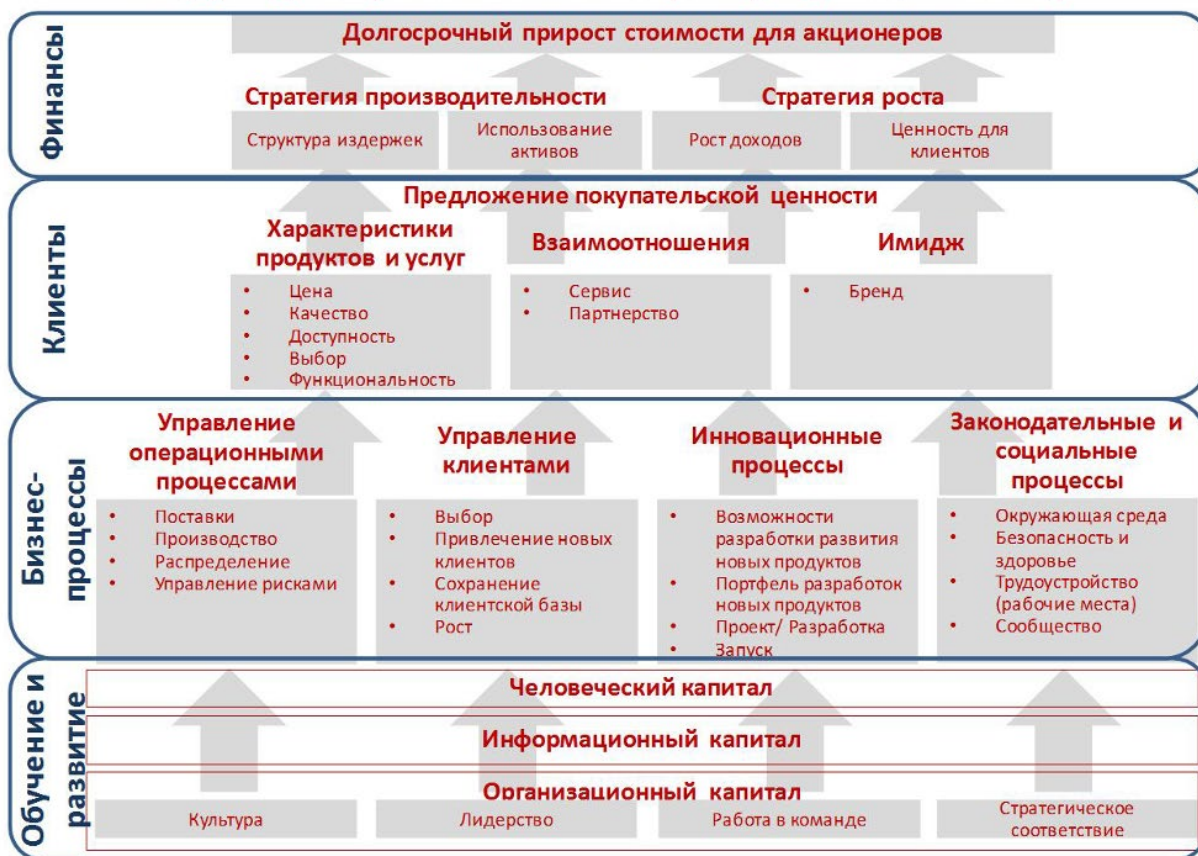 Финансы
Долгосрочный прирост стоимости для акционеров
Стратегия производительности
Стратегия роста
Структура издержек
Использование
активов
Рост доходов
Ценность для
клиентов
Клиенты
Предложение покупательской ценности
Характеристики
продуктов и услуг
• Цена
• Качество
• Доступность
• Выбор
• Функциональность
Взаимоотношения
• Сервис
• Партнерство
Имидж
• Бренд
Бизнес-
процессы
Управление
операционными
процессами
• Поставки
• Производство
• Распределение
• Управление рисками
Управление
клиентами
• Выбор
• Привлечение новых
клиентов
• Сохранение
клиентской базы
• Рост
Инновационные
процессы
• Возможности
разработки развития
новых продуктов
• Портфель разработок
новых продуктов
• Проект/ Разработка
• Запуск
Законодательные и
социальные
процессы
• Окружающая среда
• Безопасность и
здоровье
• Трудоустройство
(рабочие места)
• Сообщество
Обучение и
развитие
Человеческий капитал
Информационный капитал
Организационный капитал
Культура
Лидерство
Работа в команде
Стратегическое
соответствие